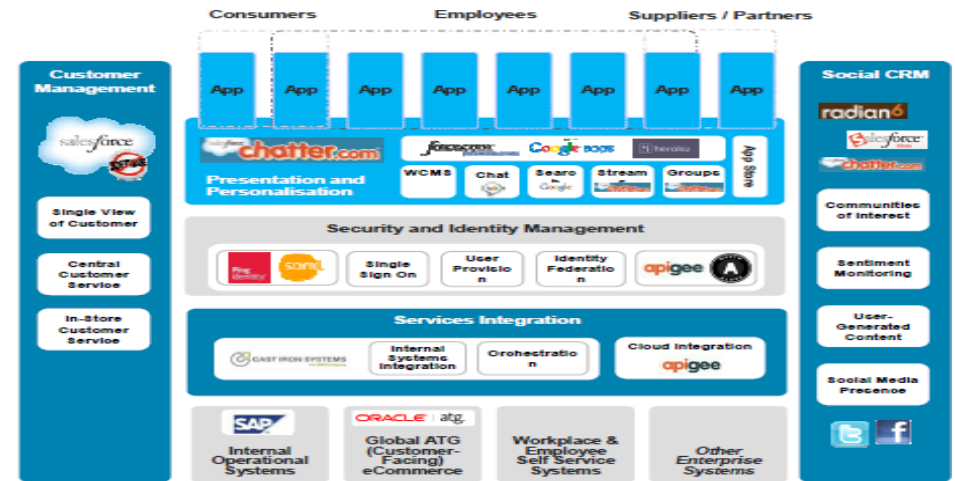 Consumers
Employees
Suppliers / Partners
Customer
Management
salesforce
Single View
of Customer
Central
Customer
Service
In-Store
Customer
Service
App
App
App
App
App
App
App
App
chatter.com
Google
heroku
Presentation and
Personalisation
WCMS
Chat
Searc
h
Google
Stream
Groups
App Store
Security and Identity Management
Ping
Identity
Single
Sign On
User
Provisio
n
Identity
Federatio
n
apigee
A
Services Integration
CAST IRON SYSTEMS
Internal
Systems
Integration
Orchestratio
n
Cloud Integration
apigee
SAP
Internal
Operational
Systems
ORACLE | atg
Global ATG
(Customer-
Facing)
eCommerce
Workplace &
Employee
Self Service
Systems
Other
Enterprise
Systems
Social CRM
radian6
salesforce
chatter.com
Communities
of Interest
Sentiment
Monitoring
User-
Generated
Content
Social Media
Presence
t
f